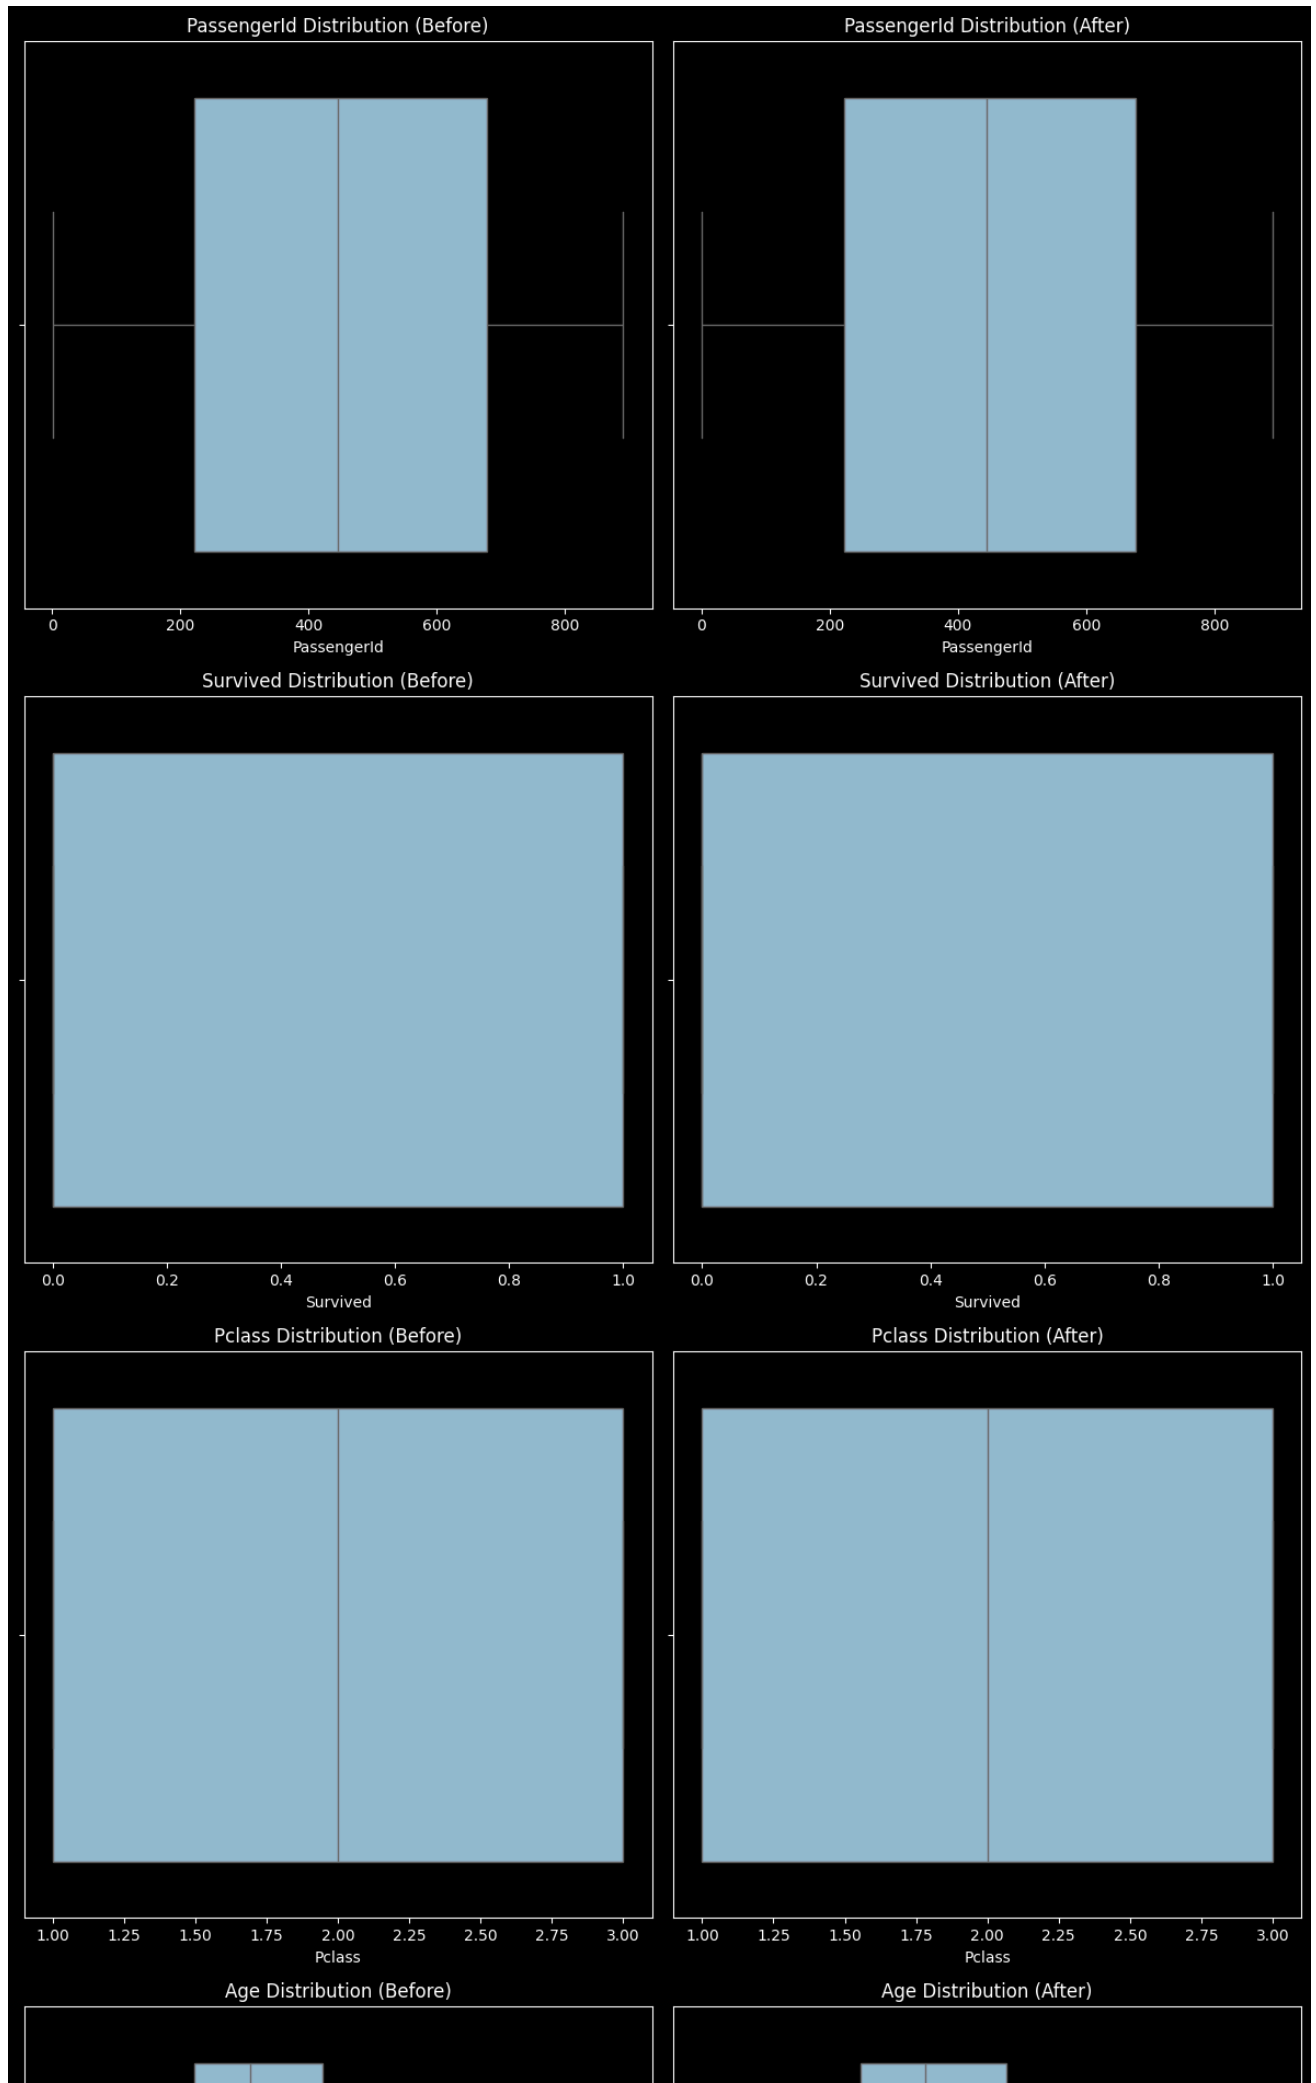 PassengerId Distribution (Before)
PassengerId Distribution (After)
0 200 400 600 800
0 200 400 600 800
PassengerId
PassengerId
Survived Distribution (Before)
Survived Distribution (After)
0.0 0.2 0.4 0.6 0.8 1.0
0.0 0.2 0.4 0.6 0.8 1.0
Survived
Survived
Pclass Distribution (Before)
Pclass Distribution (After)
1.00 1.25 1.50 1.75 2.00 2.25 2.50 2.75 3.00
1.00 1.25 1.50 1.75 2.00 2.25 2.50 2.75 3.00
Pclass
Pclass
Age Distribution (Before)
Age Distribution (After)